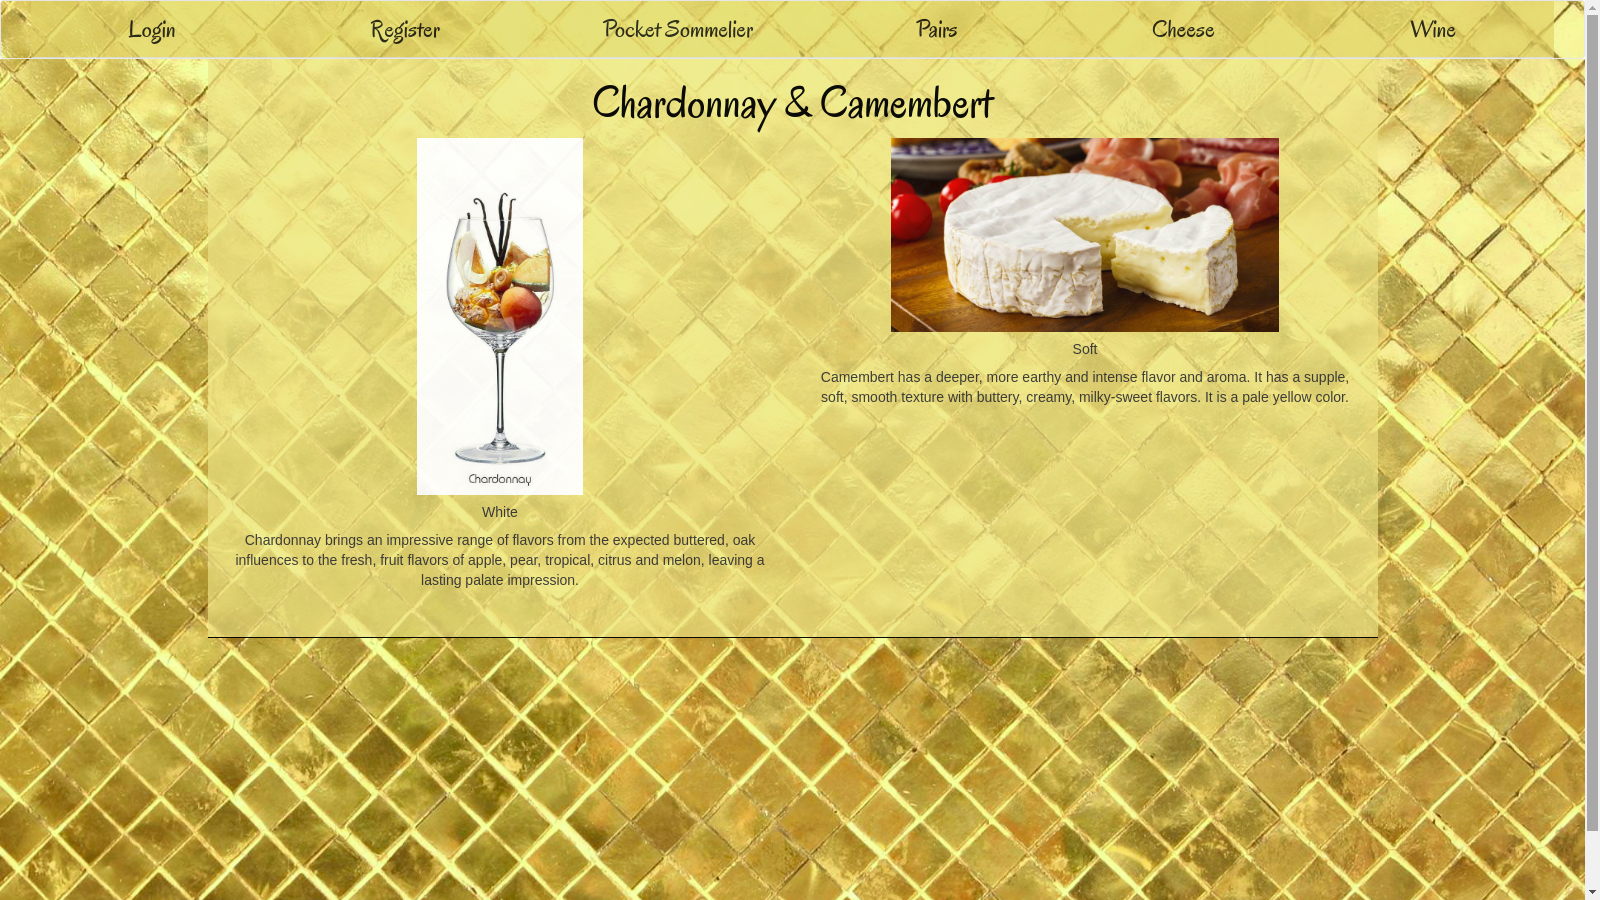 Login Register Pocket Sommelier Pairs Cheese Wine
Chardonnay & Camembert
Chardonnay
White
Chardonnay brings an impressive range of flavors from the expected buttered, oak
influences to the fresh, fruit flavors of apple, pear, tropical, citrus and melon, leaving a
lasting palate impression.
Soft
Camembert has a deeper, more earthy and intense flavor and aroma. It has a supple,
soft, smooth texture with buttery, creamy, milky-sweet flavors. It is a pale yellow color.